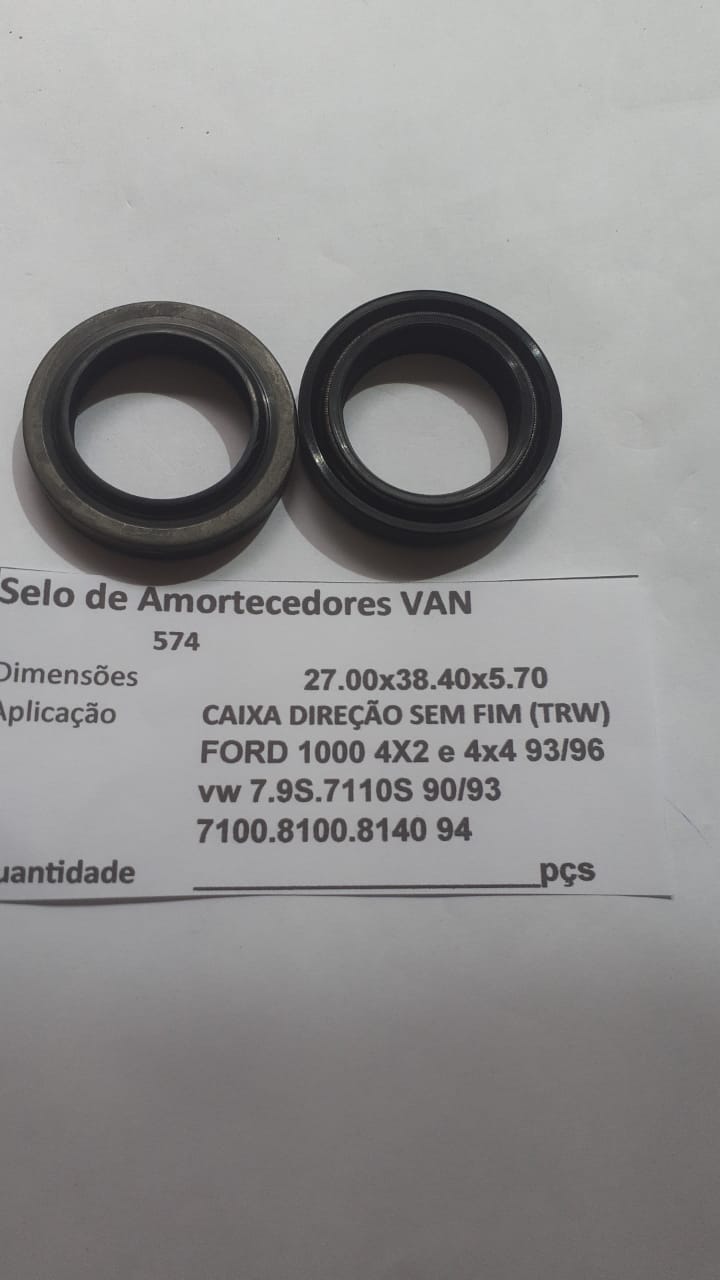 Selo de Amortecedores VAN
574
Dimensões 27.00x38.40x5.70
Aplicação CAIXA DIREÇÃO SEM FIM (TRW)
FORD 1000 4X2 e 4x4 93/96
vw 7.9S.7110S 90/93
7100.8100.8140 94
uantidade ____________________pçs